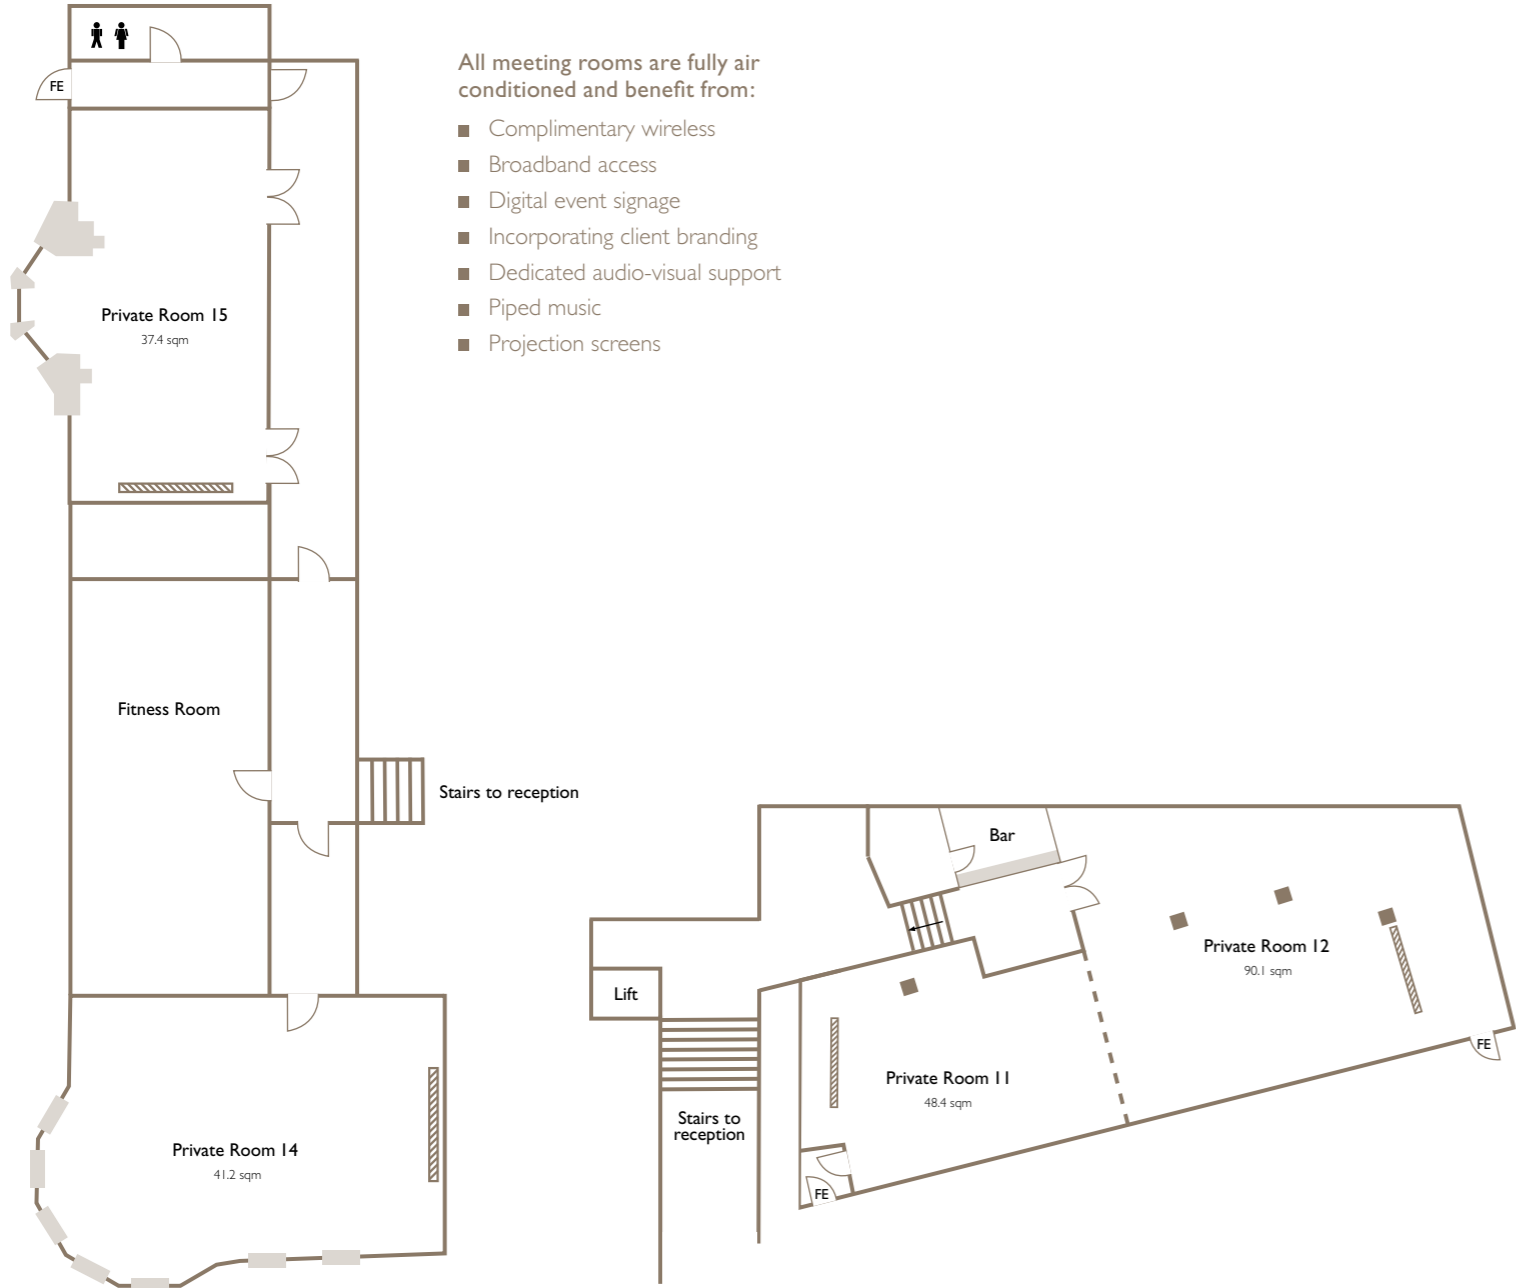 All meeting rooms are fully air
conditioned and benefit from:
Complimentary wireless
Broadband access
Digital event signage
Incorporating client branding
Dedicated audio-visual support
Piped music
Projection screens
FE
Private Room 15
37.4 sqm
Fitness Room
Stairs to reception
Private Room 14
41.2 sqm
Bar
Private Room 12
90.1 sqm
Lift
FE
Private Room 11
48.4 sqm
Stairs to
reception
FE